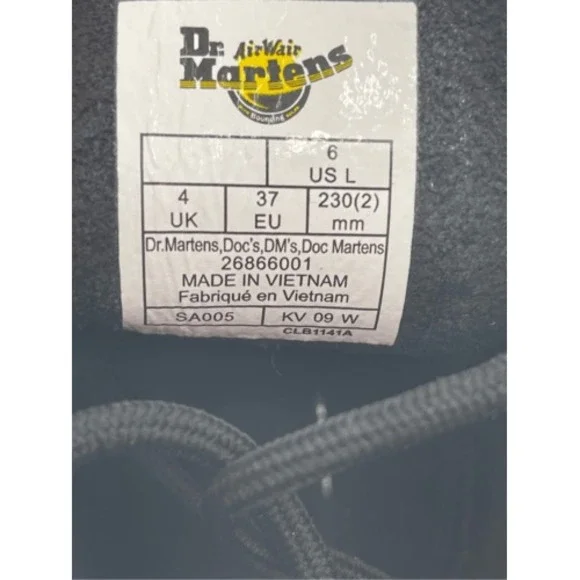 Dr. AirWair
Martens
Bouncing
6
US L
4 37 230(2)
UK EU mm
Dr.Martens,Doc's,DM's,Doc Martens
26866001
MADE IN VIETNAM
Fabriqué en Vietnam
SA005 KV 09 W
CLB1141A